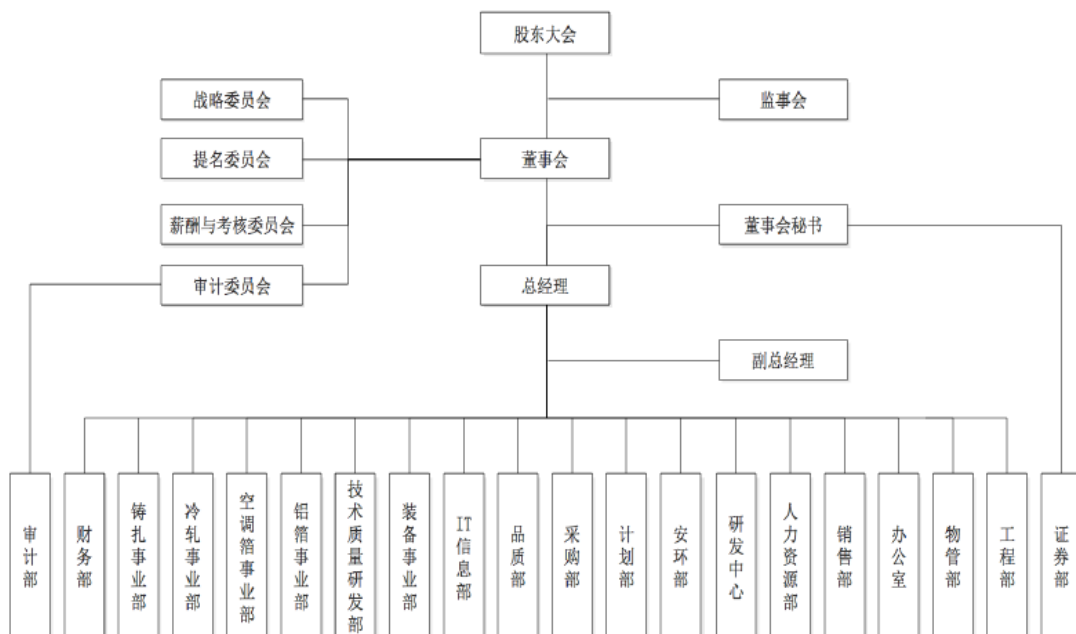 股东大会
战略委员会
监事会
提名委员会
董事会
薪酬与考核委员会
董事会秘书
审计委员会
总经理
副总经理
审计部
财务部
铸扎事业部
冷轧事业部
空调箔事业部
铝箔事业部
技术质量研发部
装备事业部
IT信息部
品质部
采购部
计划部
安环部
研发中心
人力资源部
销售部
办公室
物管部
工程部
证券部